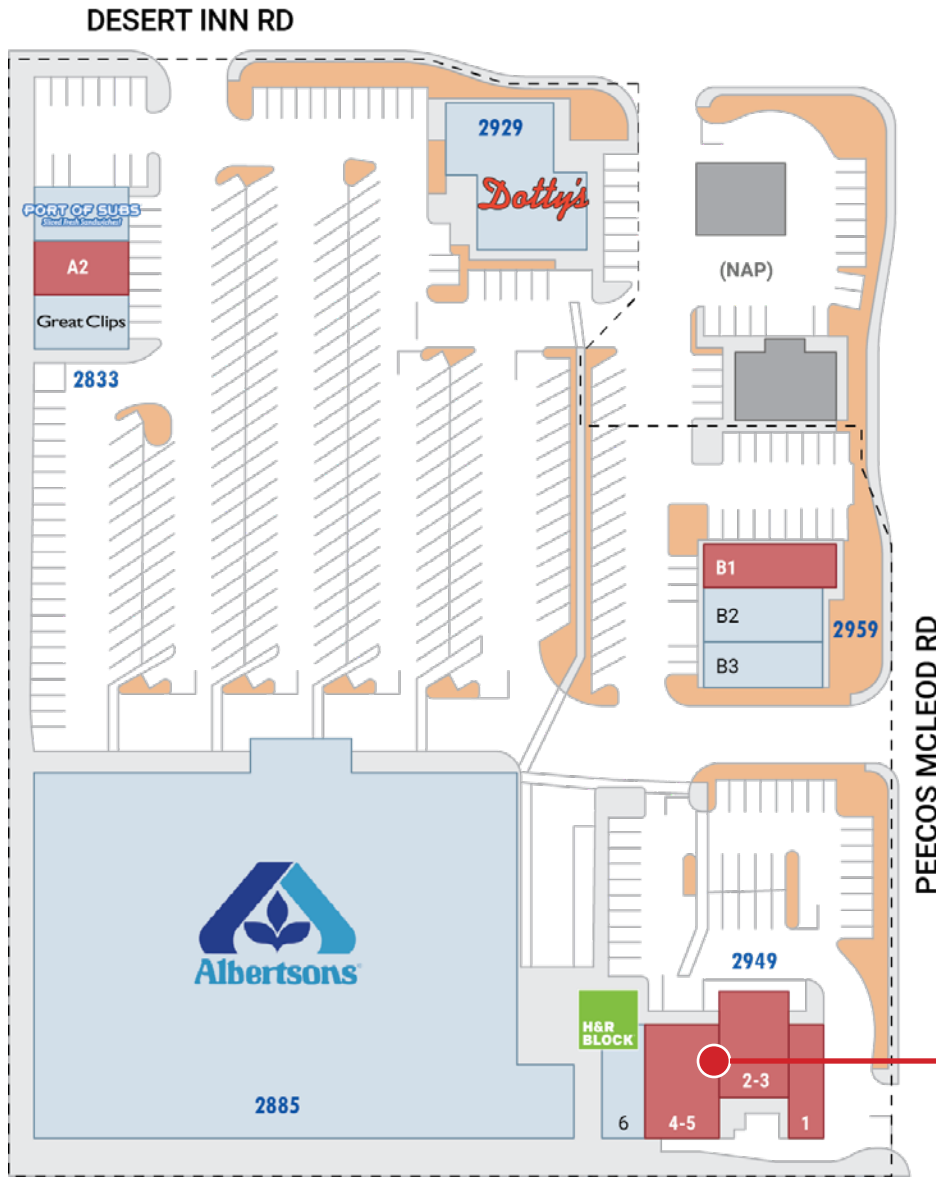 DESERT INN RD
2929
Dotty's
PORT OF SUBS
Sliced Fresh Sandwiches!
A2
Great Clips
2833
(NAP)
B1
B2
B3
2959
PEECOS MCLEOD RD
Albertsons
2885
2949
H&R
BLOCK
6
4-5
2-3
1